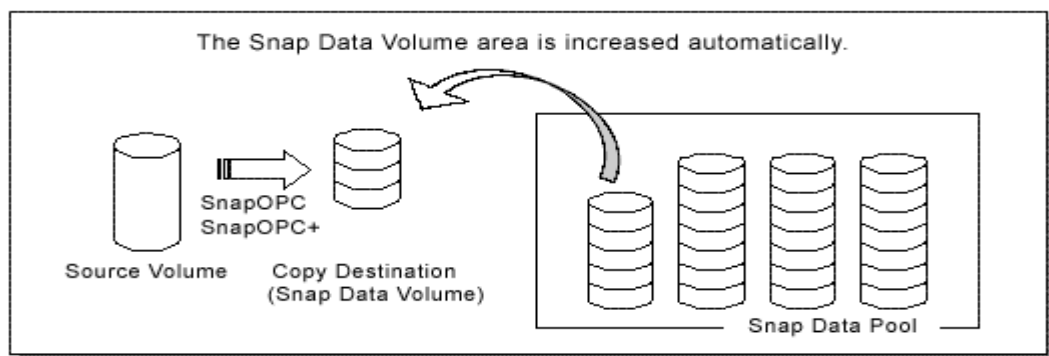 The Snap Data Volume area is increased automatically.
SnapOPC
SnapOPC+
Source Volume
Copy Destination
(Snap Data Volume)
Snap Data Pool